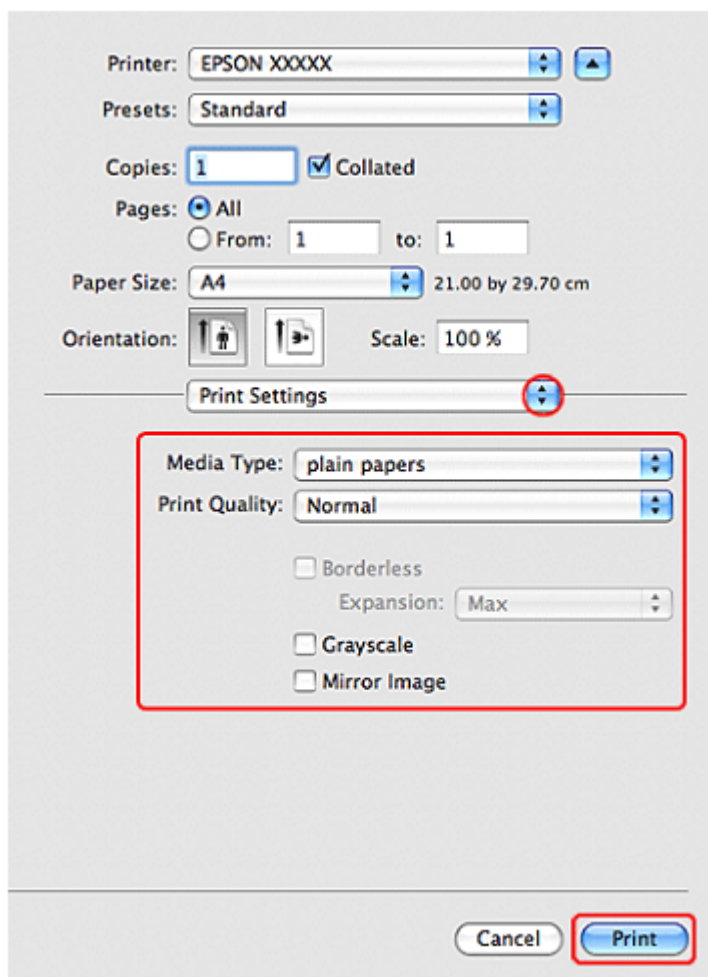 Printer: EPSON XXXXX
Presets: Standard
Copies: 1 Collated
Pages: All
From: 1 to: 1
Paper Size: A4 21.00 by 29.70 cm
Orientation: Scale: 100 %
Print Settings
Media Type: plain papers
Print Quality: Normal
Borderless
Expansion: Max
Grayscale
Mirror Image
Cancel Print